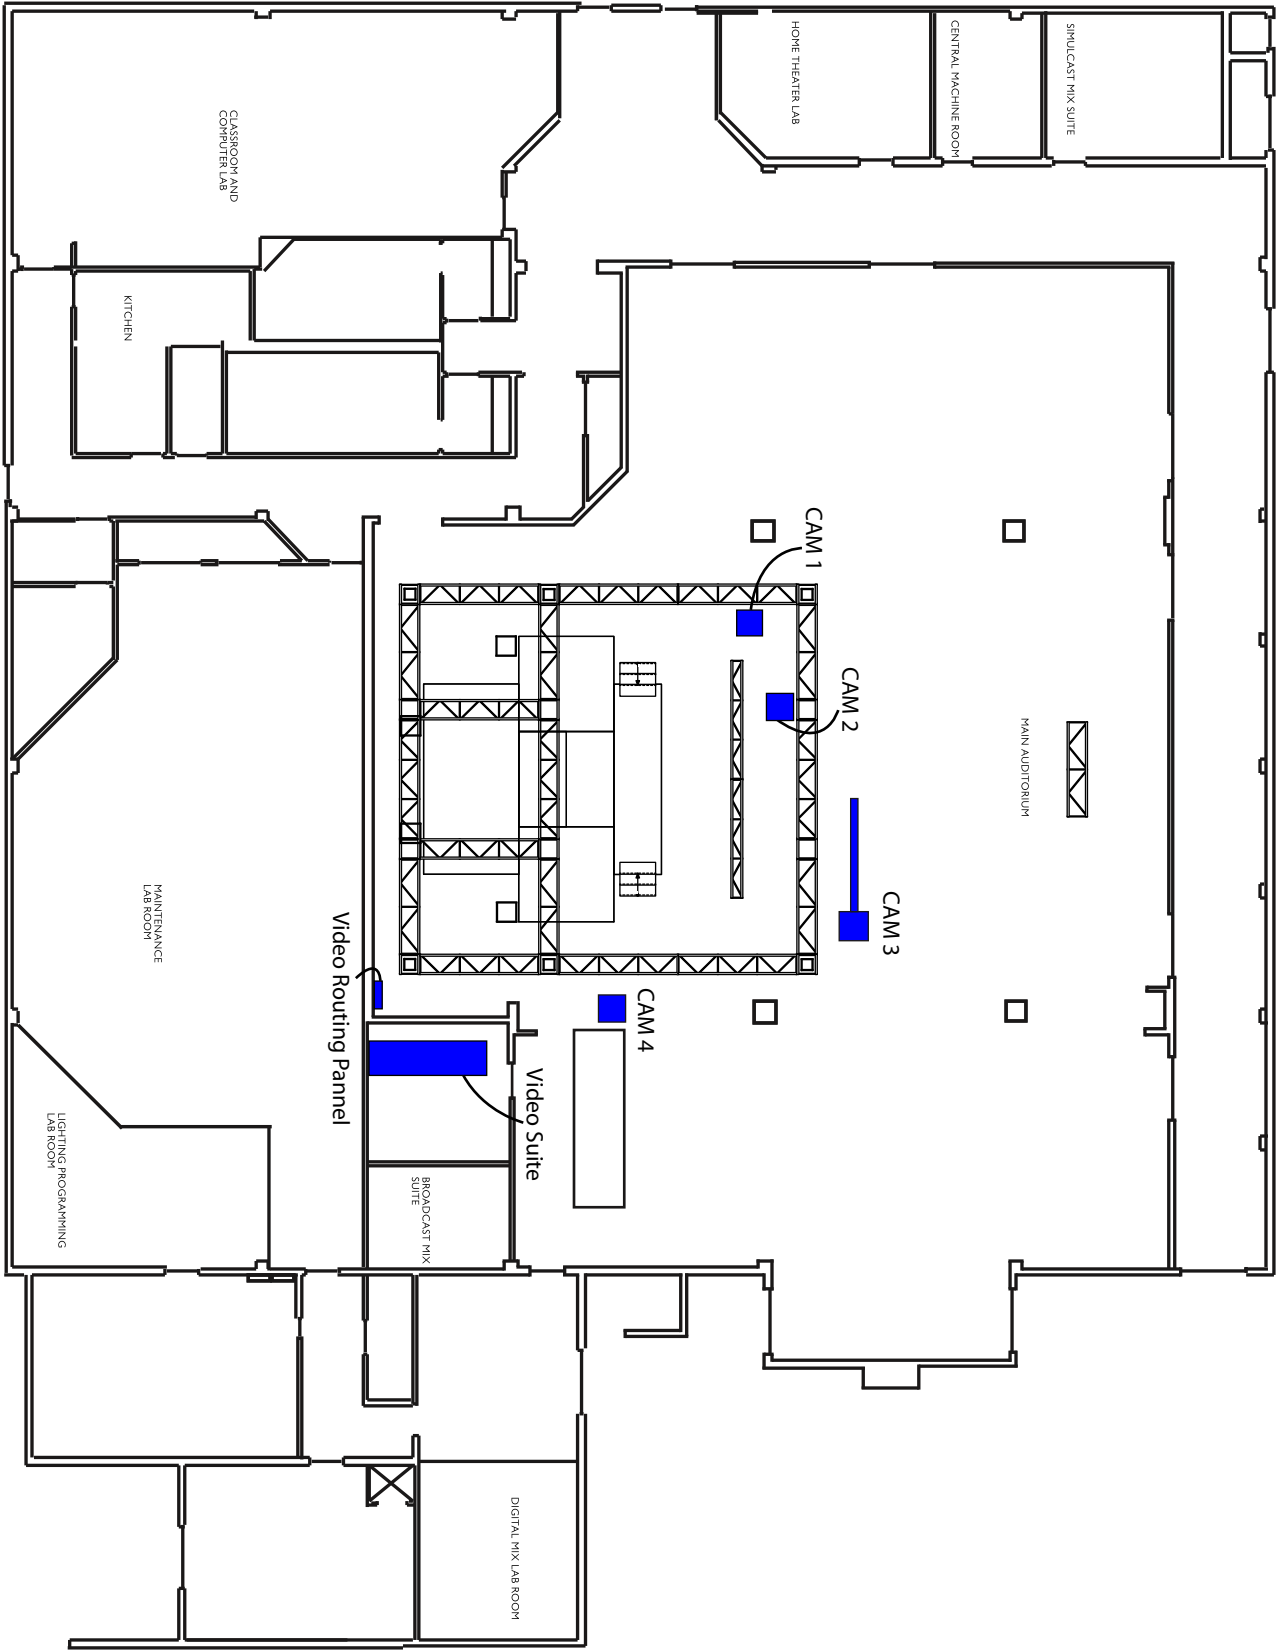 HOME THEATER LAB
CENTRAL MACHINE ROOM
SIMULCAST MIX SUITE
CLASSROOM AND
COMPUTER LAB
KITCHEN
CAM 1
CAM 2
MAIN AUDITORIUM
CAM 3
MAINTENANCE
LAB ROOM
Video Routing Pannel
CAM 4
Video Suite
LIGHTING PROGRAMMING
LAB ROOM
BROADCAST MIX
SUITE
DIGITAL MIX LAB ROOM